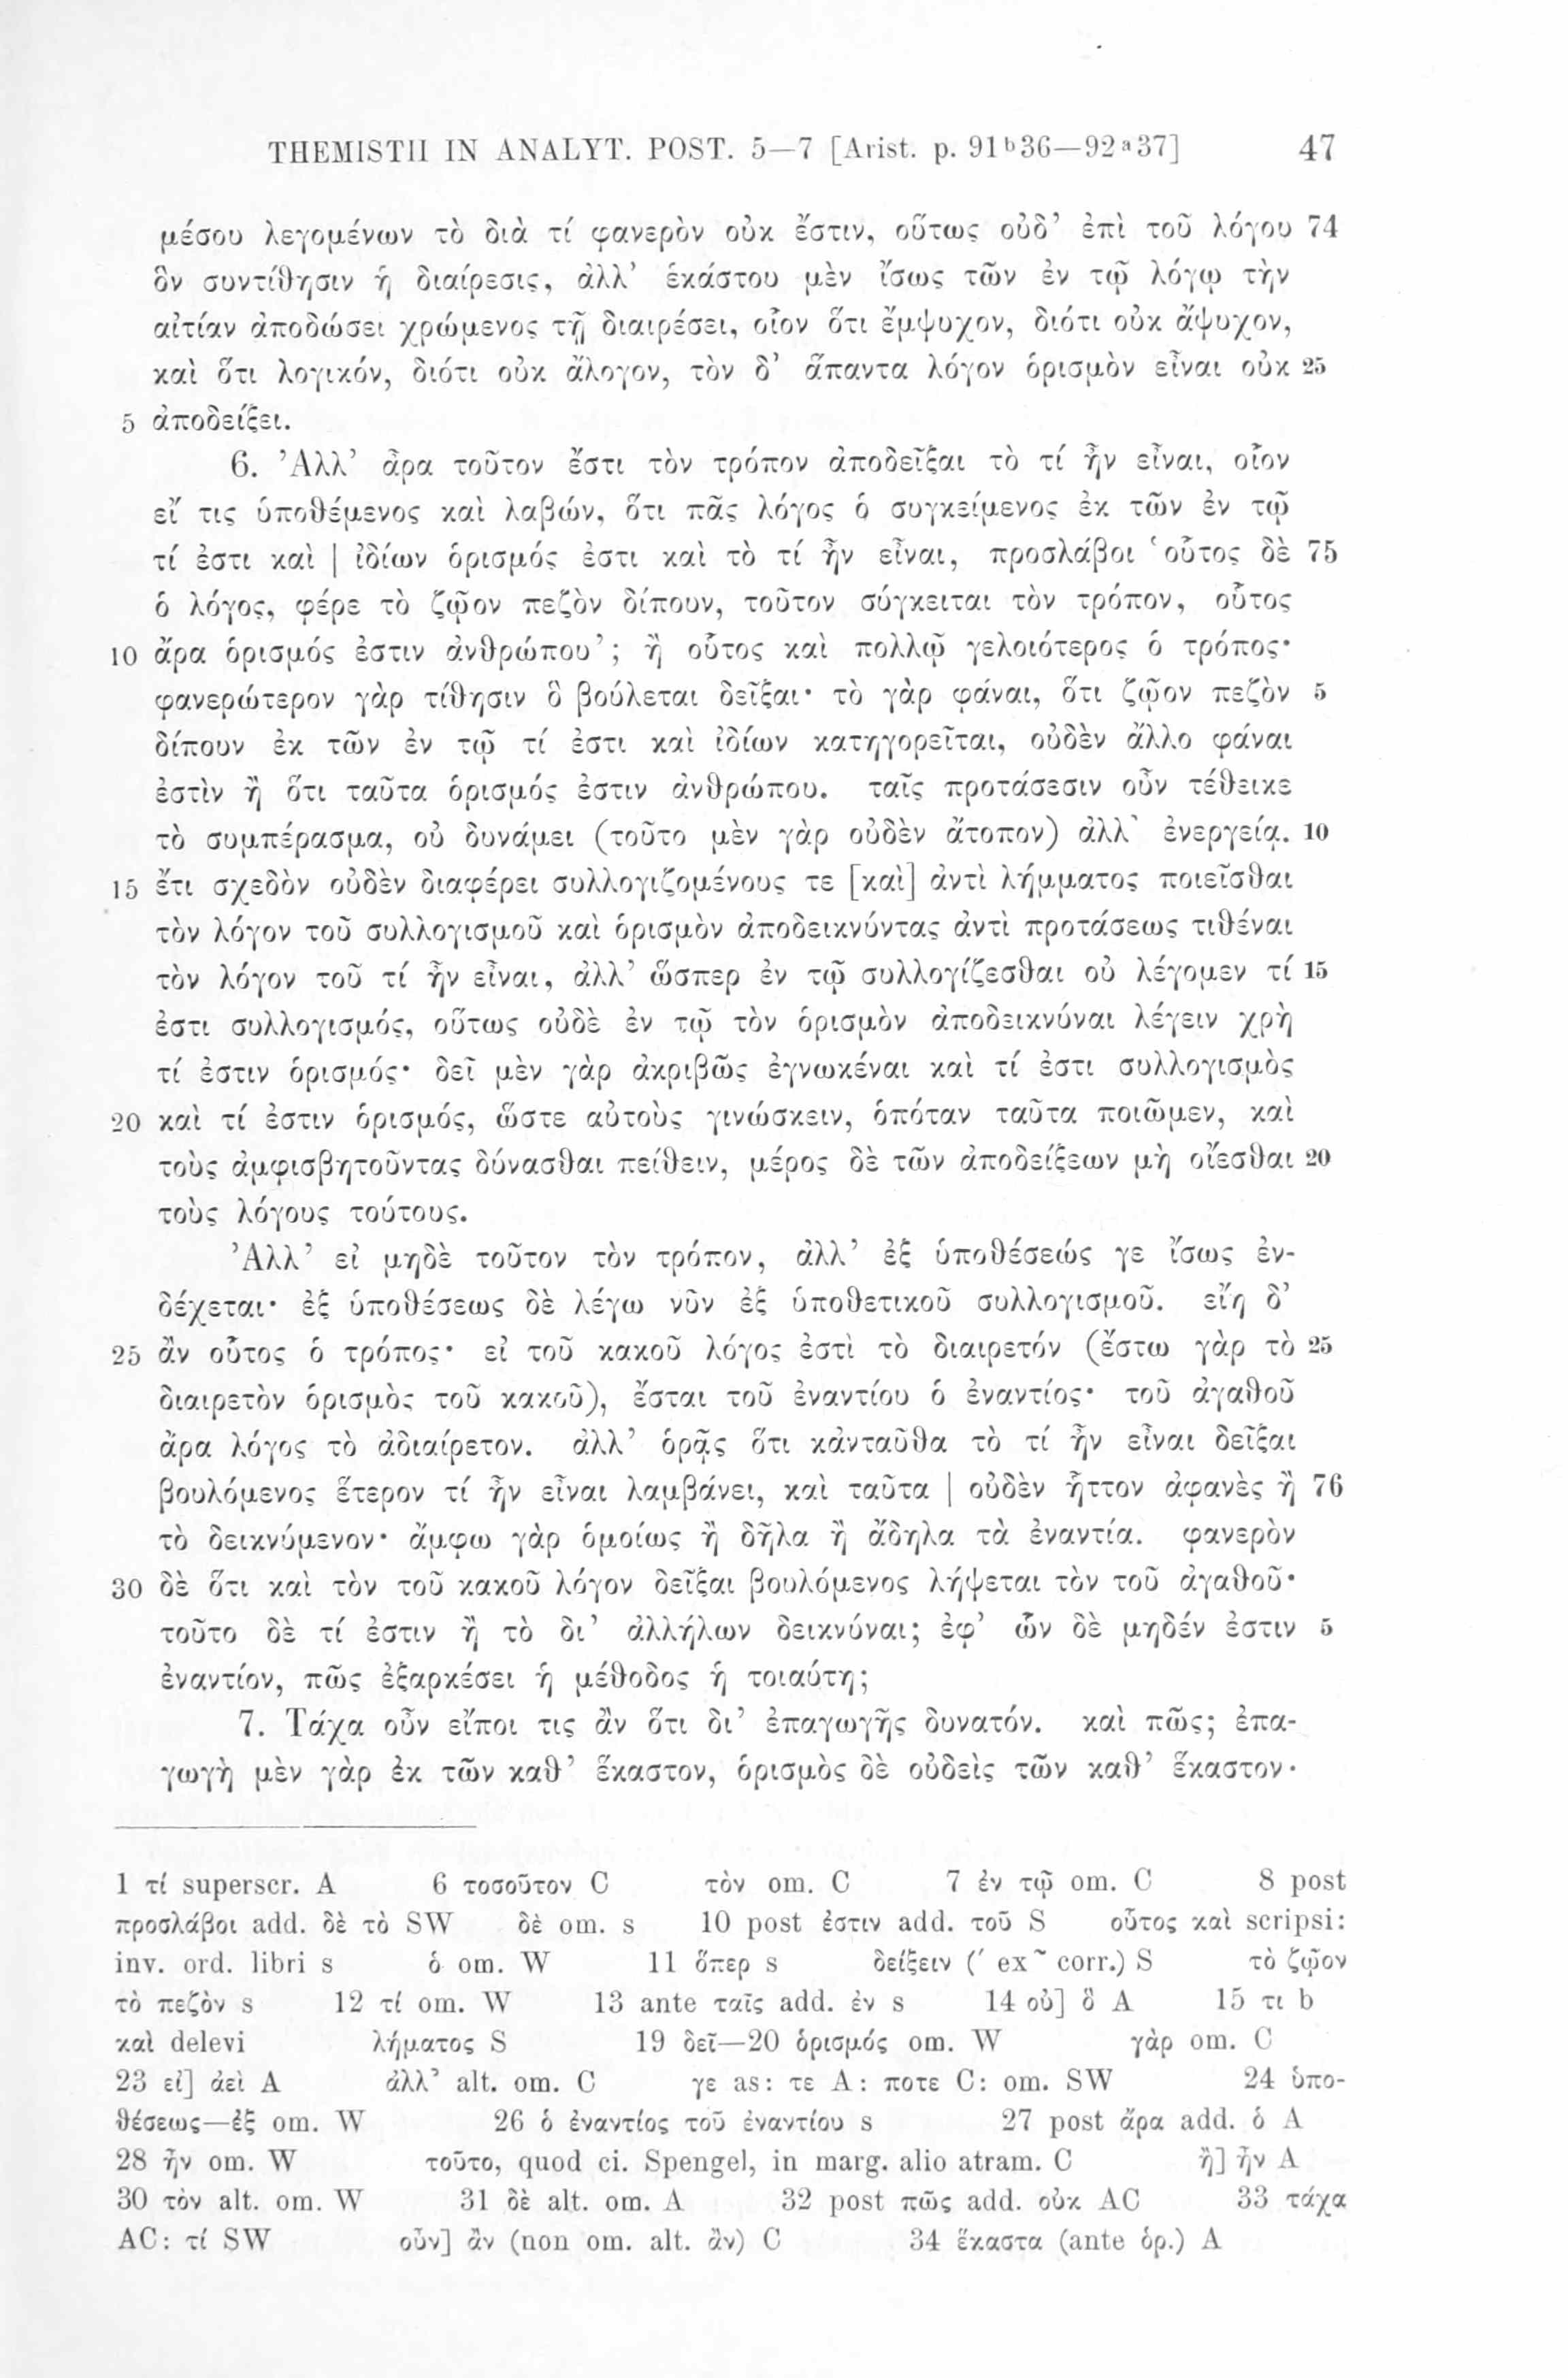 THEMISTII IN ANALYT. POST. 5—7 [Arist. p. 91ᵇ36—92ᵃ37] 47
μέσου λεγομένων τὸ διὰ τί φανερὸν οὐκ ἔστιν, οὕτως οὐδ’ ἐπὶ τοῦ λόγου 74
ὃν συντίθησιν ἡ διαίρεσις, ἀλλ’ ἑκάστου μὲν ἴσως τῶν ἐν τῷ λόγῳ τὴν
αἰτίαν ἀποδώσει χρώμενος τῇ διαιρέσει, οἷον ὅτι ἔμψυχον, διότι οὐκ ἄψυχον,
καὶ ὅτι λογικόν, διότι οὐκ ἄλογον, τὸν δ’ ἅπαντα λόγον ὁρισμὸν εἶναι οὐκ 25
5 ἀποδείξει.
6. Ἀλλ’ ἆρα τοῦτον ἔστι τὸν τρόπον ἀποδεῖξαι τὸ τί ἦν εἶναι, οἷον
εἴ τις ὑποθέμενος καὶ λαβών, ὅτι πᾶς λόγος ὁ συγκείμενος ἐκ τῶν ἐν τῷ
τί ἐστι καὶ | ἰδίων ὁρισμός ἐστι καὶ τὸ τί ἦν εἶναι, προσλάβοι ‘οὗτος δὲ 75
ὁ λόγος, φέρε τὸ ζῷον πεζὸν δίπουν, τοῦτον σύγκειται τὸν τρόπον, οὗτος
10 ἄρα ὁρισμός ἐστιν ἀνθρώπου’; ἢ οὗτος καὶ πολλῷ γελοιότερος ὁ τρόπος·
φανερώτερον γὰρ τίθησιν ὃ βούλεται δεῖξαι· τὸ γὰρ φάναι, ὅτι ζῷον πεζὸν 5
δίπουν ἐκ τῶν ἐν τῷ τί ἐστι καὶ ἰδίων κατηγορεῖται, οὐδὲν ἄλλο φάναι
ἐστὶν ἢ ὅτι ταῦτα ὁρισμός ἐστιν ἀνθρώπου. ταῖς προτάσεσιν οὖν τέθεικε
τὸ συμπέρασμα, οὐ δυνάμει (τοῦτο μὲν γὰρ οὐδὲν ἄτοπον) ἀλλ’ ἐνεργείᾳ. 10
15 ἔτι σχεδὸν οὐδὲν διαφέρει συλλογιζομένους τε [καὶ] ἀντὶ λήμματος ποιεῖσθαι
τὸν λόγον τοῦ συλλογισμοῦ καὶ ὁρισμὸν ἀποδεικνύντας ἀντὶ προτάσεως τιθέναι
τὸν λόγον τοῦ τί ἦν εἶναι, ἀλλ’ ὥσπερ ἐν τῷ συλλογίζεσθαι οὐ λέγομεν τί 15
ἐστι συλλογισμός, οὕτως οὐδὲ ἐν τῷ τὸν ὁρισμὸν ἀποδεικνύναι λέγειν χρὴ
τί ἐστιν ὁρισμός· δεῖ μὲν γὰρ ἀκριβῶς ἐγνωκέναι καὶ τί ἐστι συλλογισμὸς
20 καὶ τί ἐστιν ὁρισμός, ὥστε αὐτοὺς γινώσκειν, ὁπόταν ταῦτα ποιῶμεν, καὶ
τοὺς ἀμφισβητοῦντας δύνασθαι πείθειν, μέρος δὲ τῶν ἀποδείξεων μὴ οἴεσθαι 20
τοὺς λόγους τούτους.
Ἀλλ’ εἰ μηδὲ τοῦτον τὸν τρόπον, ἀλλ’ ἐξ ὑποθέσεώς γε ἴσως ἐν-
δέχεται· ἐξ ὑποθέσεως δὲ λέγω νῦν ἐξ ὑποθετικοῦ συλλογισμοῦ. εἴη δ’
25 ἂν οὗτος ὁ τρόπος· εἰ τοῦ κακοῦ λόγος ἐστὶ τὸ διαιρετόν (ἔστω γὰρ τὸ 25
διαιρετὸν ὁρισμὸς τοῦ κακοῦ), ἔσται τοῦ ἐναντίου ὁ ἐναντίος· τοῦ ἀγαθοῦ
ἄρα λόγος τὸ ἀδιαίρετον. ἀλλ’ ὁρᾷς ὅτι κἀνταῦθα τὸ τί ἦν εἶναι δεῖξαι
βουλόμενος ἕτερον τί ἦν εἶναι λαμβάνει, καὶ ταῦτα | οὐδὲν ἧττον ἀφανὲς ἢ 76
τὸ δεικνύμενον· ἄμφω γὰρ ὁμοίως ἢ δῆλα ἢ ἄδηλα τὰ ἐναντία. φανερὸν
30 δὲ ὅτι καὶ τὸν τοῦ κακοῦ λόγον δεῖξαι βουλόμενος λήψεται τὸν τοῦ ἀγαθοῦ·
τοῦτο δὲ τί ἐστιν ἢ τὸ δι’ ἀλλήλων δεικνύναι; ἐφ’ ὧν δὲ μηδέν ἐστιν 5
ἐναντίον, πῶς ἐξαρκέσει ἡ μέθοδος ἡ τοιαύτη;
7. Τάχα οὖν εἴποι τις ἂν ὅτι δι’ ἐπαγωγῆς δυνατόν. καὶ πῶς; ἐπα-
γωγὴ μὲν γὰρ ἐκ τῶν καθ’ ἕκαστον, ὁρισμὸς δὲ οὐδεὶς τῶν καθ’ ἕκαστον·
1 τί superscr. A 6 τοσοῦτον C τὸν om. C 7 ἐν τῷ om. C 8 post
προσλάβοι add. δὲ τὸ SW δὲ om. s 10 post ἐστιν add. τοῦ S οὗτος καὶ scripsi:
inv. ord. libri s ὁ om. W 11 ὅπερ s δείξειν (´ ex ῀ corr.) S τὸ ζῷον
τὸ πεζὸν s 12 τί om. W 13 ante ταῖς add. ἐν s 14 οὐ] ὃ A 15 τι b
καὶ delevi λήματος S 19 δεῖ—20 ὁρισμός om. W γὰρ om. C
23 εἰ] ἀεὶ A ἀλλ’ alt. om. C γε as: τε A: ποτε C: om. SW 24 ὑπο-
θέσεως—ἐξ om. W 26 ὁ ἐναντίος τοῦ ἐναντίου s 27 post ἄρα add. ὁ A
28 ἦν om. W τοῦτο, quod ci. Spengel, in marg. alio atram. C ἢ] ἦν A
30 τὸν alt. om. W 31 δὲ alt. om. A 32 post πῶς add. οὐκ AC 33 τάχα
AC: τί SW οὖν] ἂν (non om. alt. ἂν) C 34 ἕκαστα (ante ὁρ.) A